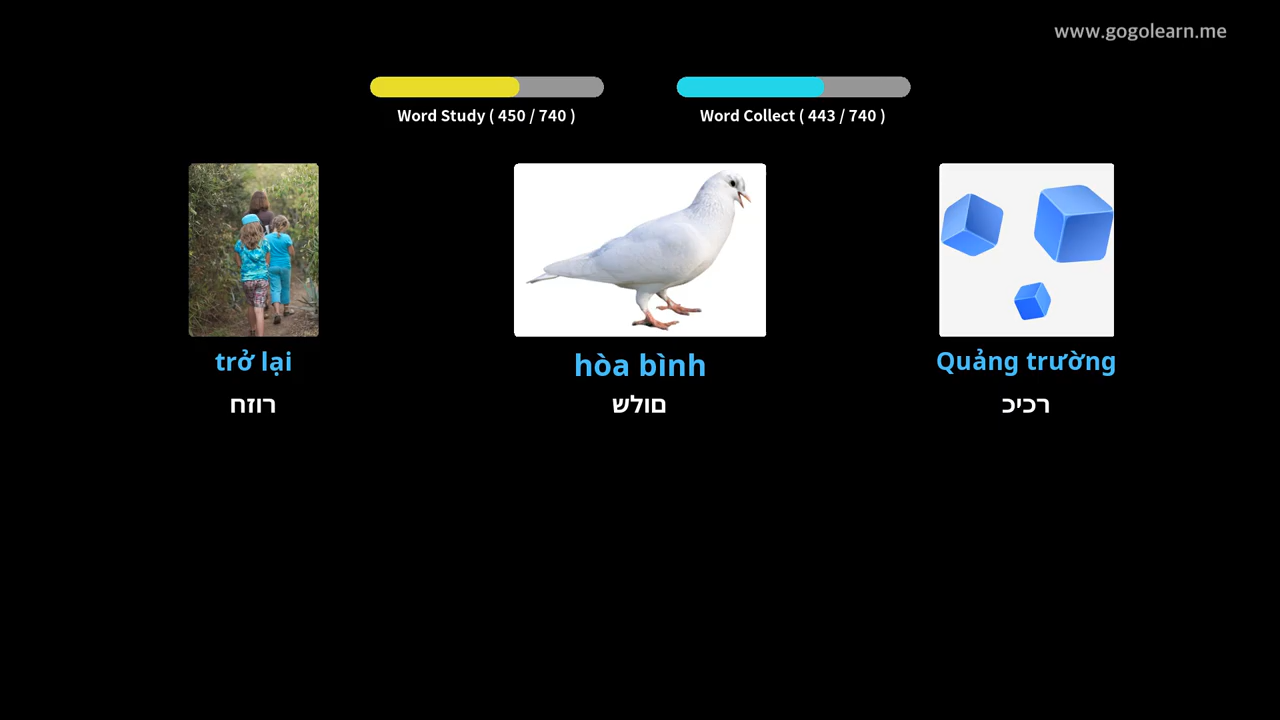 www.gogolearn.me
Word Study ( 450 / 740 )
Word Collect ( 443 / 740 )
trở lại
hòa bình
Quảng trường
רוזח
םולש
רכיכ